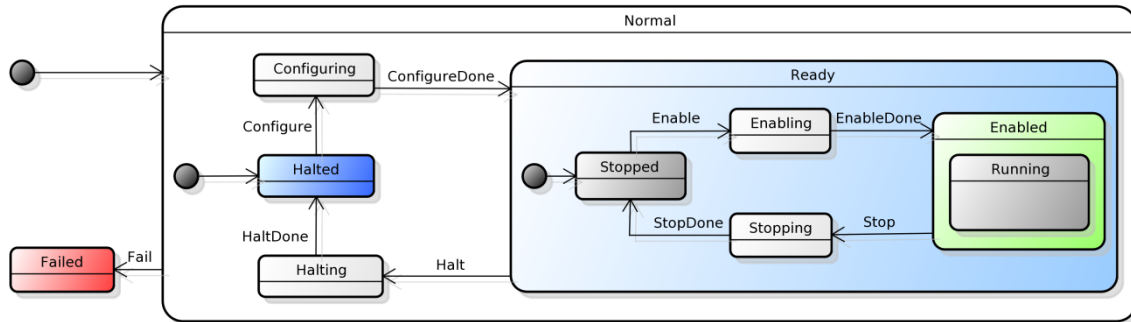 Normal
Configuring
ConfigureDone
Ready
Configure
Enable
Enabling
EnableDone
Enabled
Halted
Stopped
Running
HaltDone
StopDone
Stopping
Stop
Failed
Fail
Halting
Halt